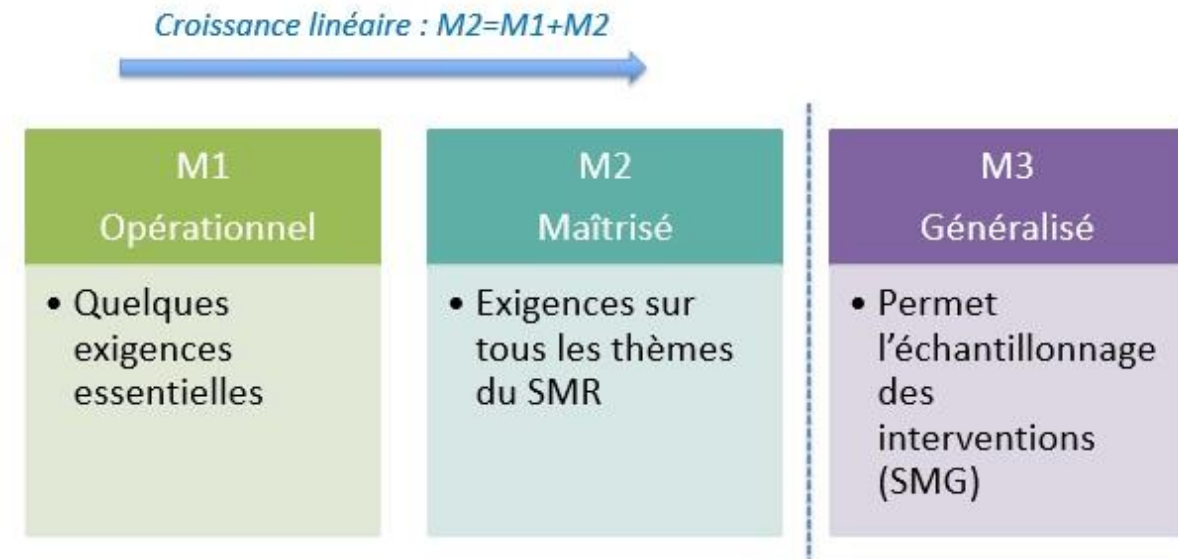 Croissance linéaire : M2=M1+M2
M1
Opérationnel
• Quelques
exigences
essentielles
M2
Maîtrisé
• Exigences sur
tous les thèmes
du SMR
M3
Généralisé
• Permet
l'échantillonnage
des
interventions
(SMG)